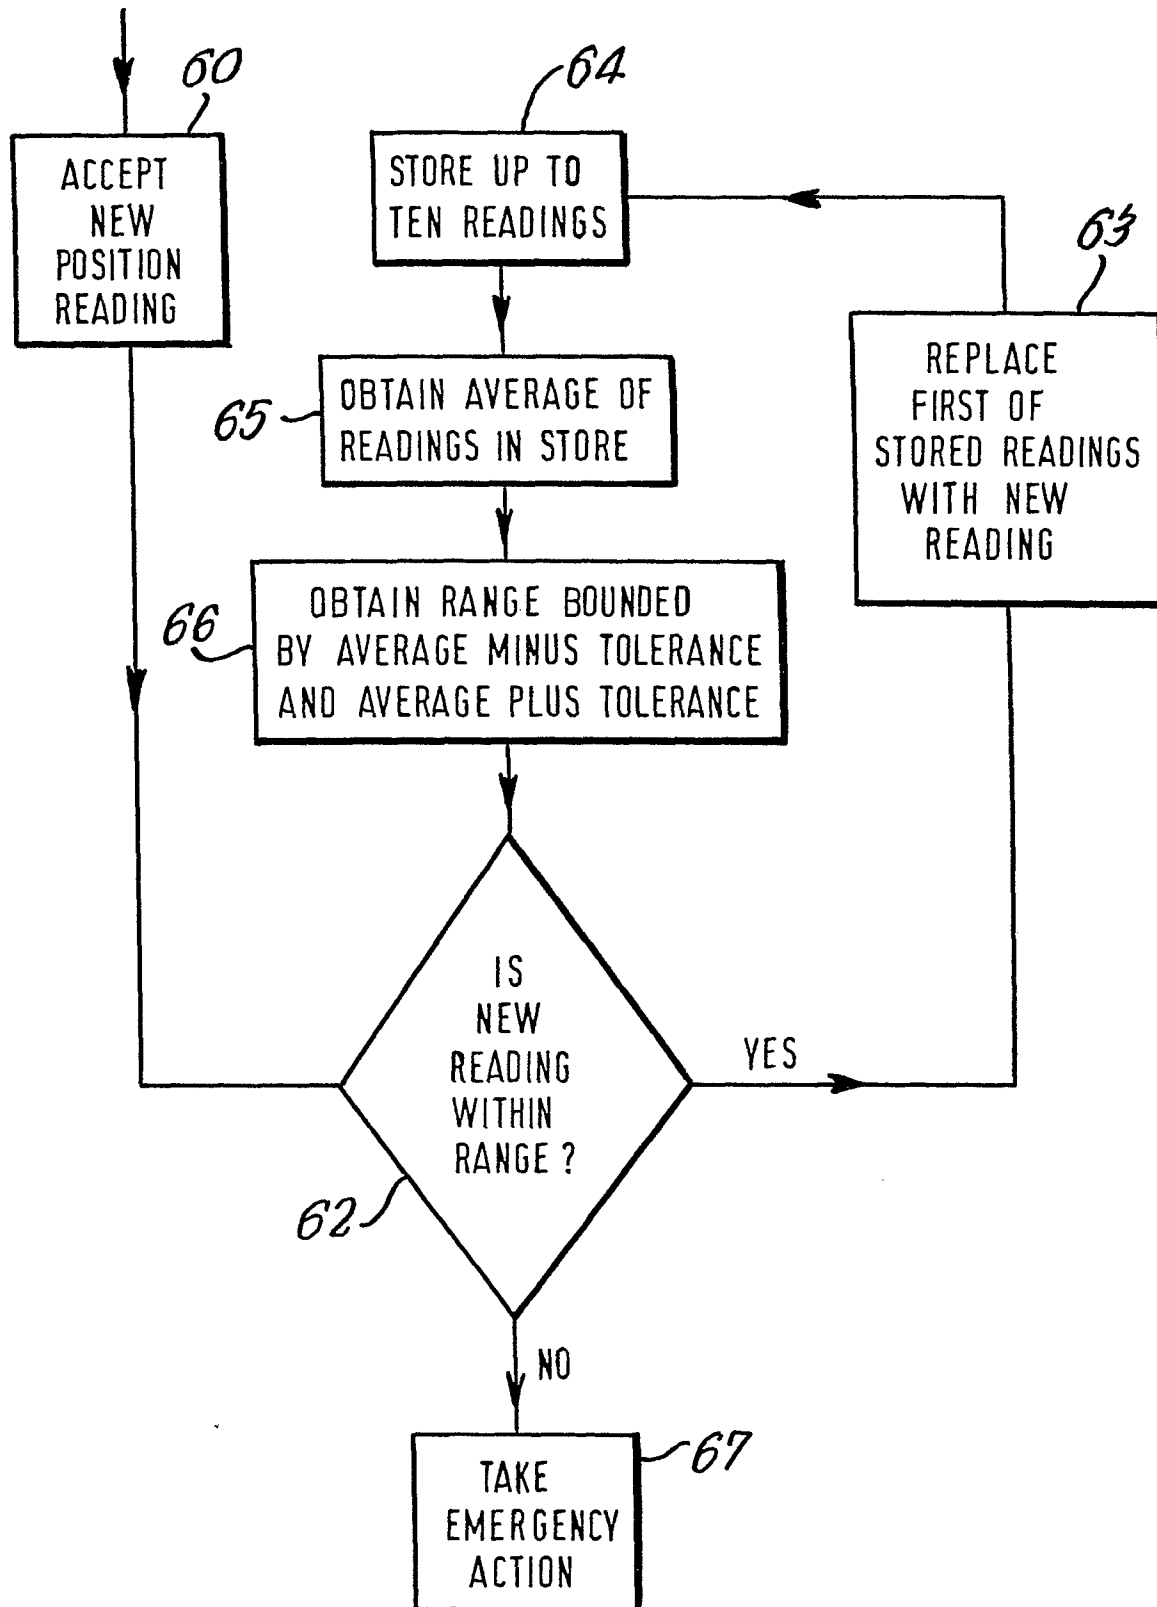 60
ACCEPT
NEW
POSITION
READING
64
STORE UP TO
TEN READINGS
63
REPLACE
FIRST OF
STORED READINGS
WITH NEW
READING
65
OBTAIN AVERAGE OF
READINGS IN STORE
66
OBTAIN RANGE BOUNDED
BY AVERAGE MINUS TOLERANCE
AND AVERAGE PLUS TOLERANCE
IS
NEW
READING
WITHIN
RANGE ?
YES
62
NO
67
TAKE
EMERGENCY
ACTION